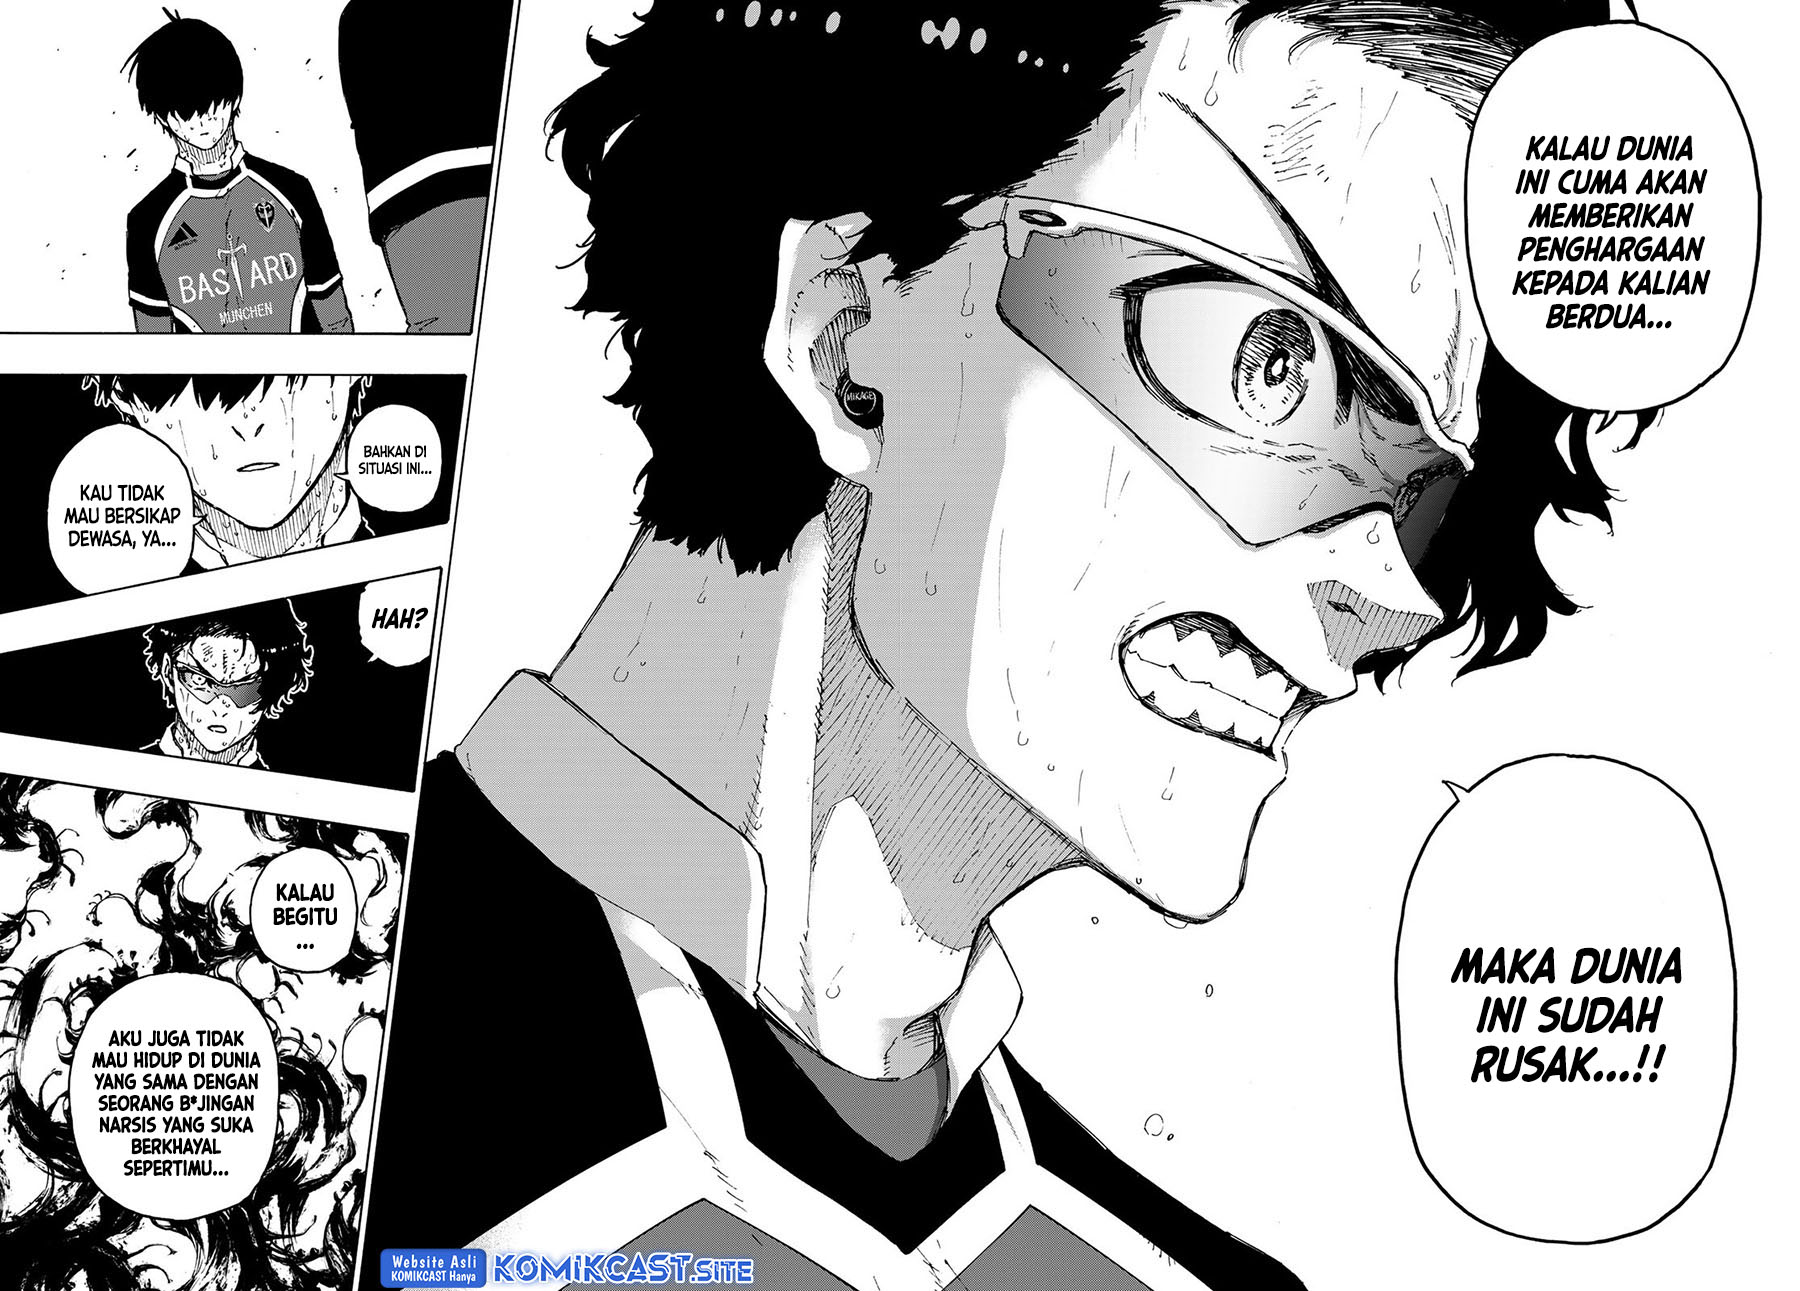 KALAU DUNIA
INI CUMA AKAN
MEMBERIKAN
PENGHARGAAN
KEPADA KALIAN
BERDUA...
MIKAGE
MAKA DUNIA
INI SUDAH
RUSAK...!!
BASTARD
MÜNCHEN
BAHKAN DI
SITUASI INI...
KAU TIDAK
MAU BERSIKAP
DEWASA, YA...
HAH?
KALAU
BEGITU
...
AKU JUGA TIDAK
MAU HIDUP DI DUNIA
YANG SAMA DENGAN
SEORANG B*JINGAN
NARSIS YANG SUKA
BERKHAYAL
SEPERTIMU...
Website Asli
KOMIKCAST Hanya
KOMIKCAST.SITE